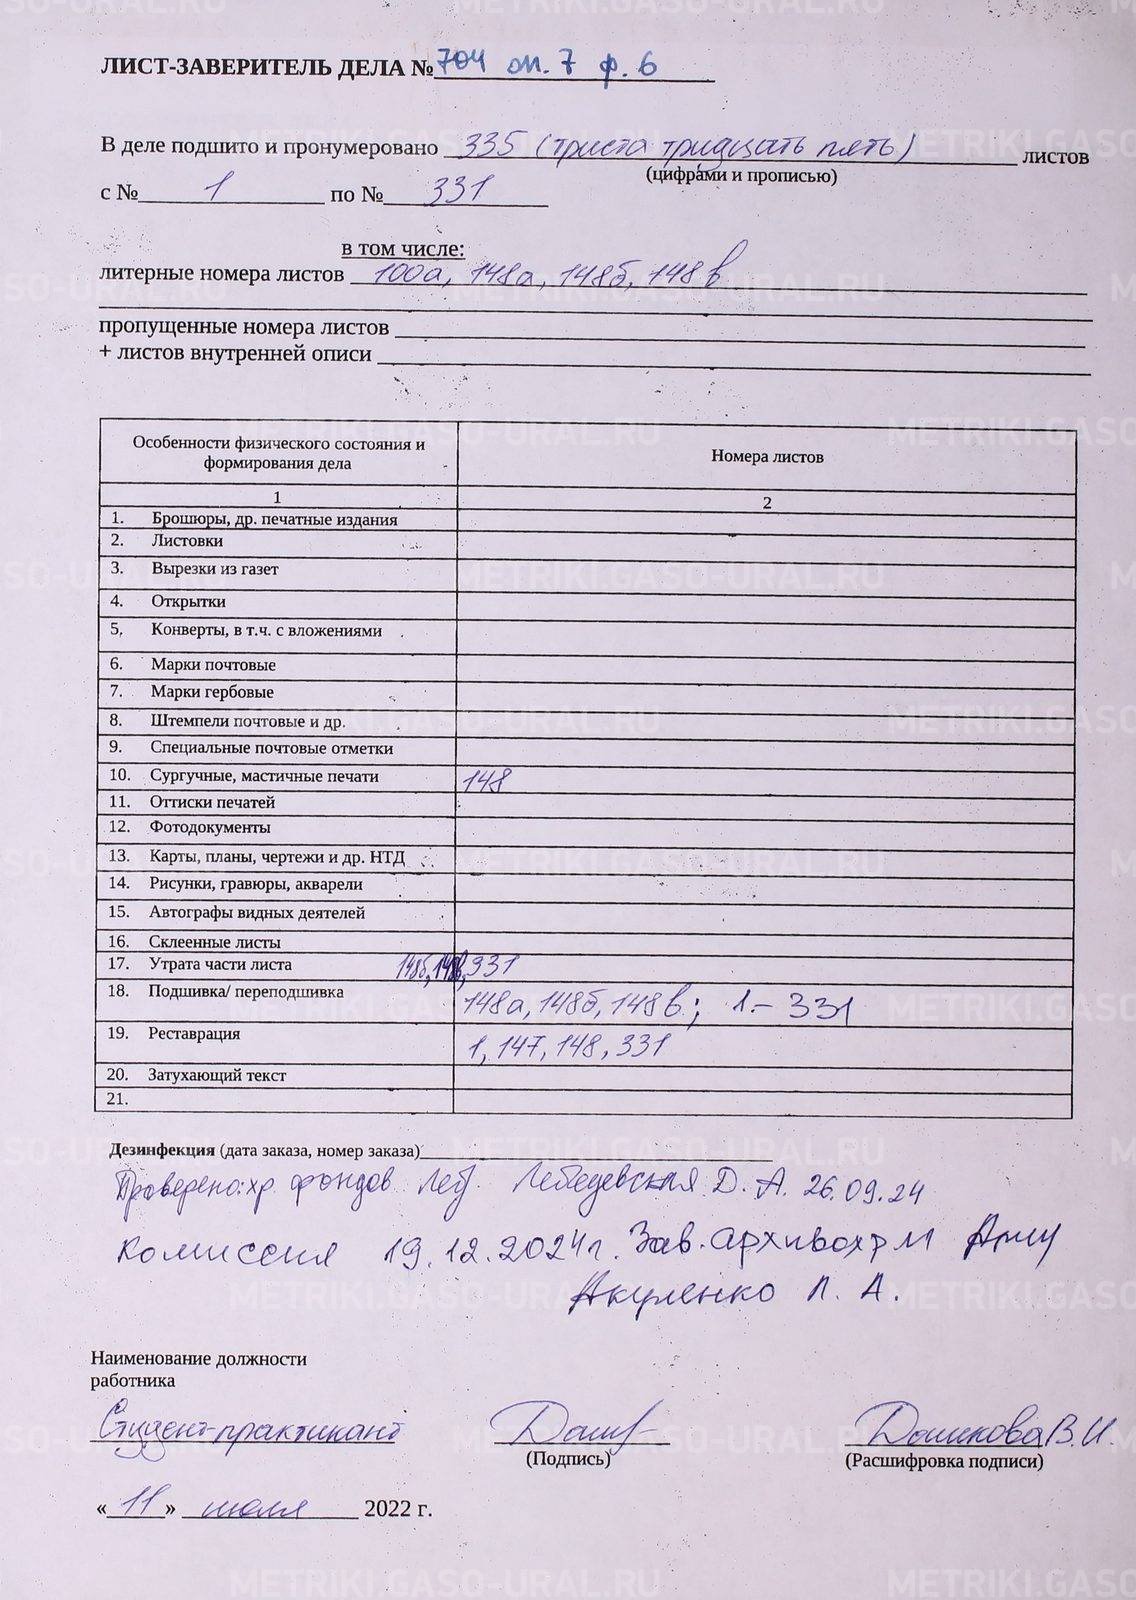 ЛИСТ-ЗАВЕРИТЕЛЬ ДЕЛА № 704 оп. 7 ф. 6
В деле подшито и пронумеровано 335 (триста тридцать пять) листов
(цифрами и прописью)
с № 1 по № 331
в том числе:
литерные номера листов 100а, 148а, 148б, 148в
пропущенные номера листов
+ листов внутренней описи
Особенности физического состояния и формирования дела Номера листов
1 2
1. Брошюры, др. печатные издания
2. Листовки
3. Вырезки из газет
4. Открытки
5. Конверты, в т.ч. с вложениями
6. Марки почтовые
7. Марки гербовые
8. Штемпели почтовые и др.
9. Специальные почтовые отметки
10. Сургучные, мастичные печати 148
11. Оттиски печатей
12. Фотодокументы
13. Карты, планы, чертежи и др. НТД
14. Рисунки, гравюры, акварели
15. Автографы видных деятелей
16. Склеенные листы
17. Утрата части листа 148б, 148в, 331
18. Подшивка/ переподшивка 148а, 148б, 148в; 1 - 331
19. Реставрация 1, 147, 148, 331
20. Затухающий текст
21.
Дезинфекция (дата заказа, номер заказа)
Проверено: хр. фондов Леб. Лебедевская Д. А. 26.09.24
Комиссия 19.12.2024 г. Зав. архивохр-м
Акуленко Л. А.
Наименование должности
работника
Студент-практикант Дашкова В.И.
(Подпись) (Расшифровка подписи)
« 11 » июля 2022 г.
METRIKI.GASO-URAL.RU